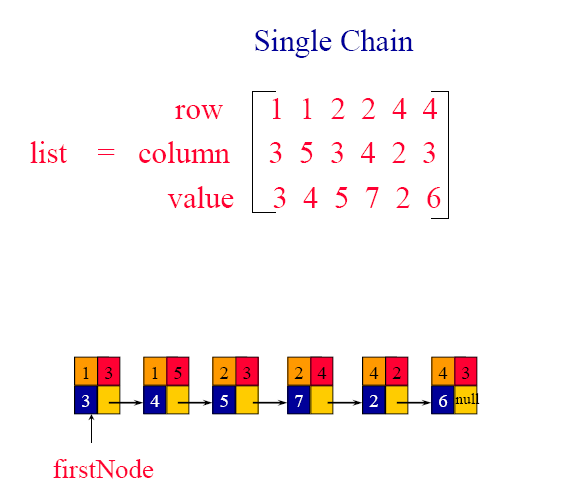 Single Chain
row 1 1 2 2 4 4
list = column 3 5 3 4 2 3
value 3 4 5 7 2 6
1 3 1 5 2 3 2 4 4 2 4 3
3 4 5 7 2 6 null
firstNode